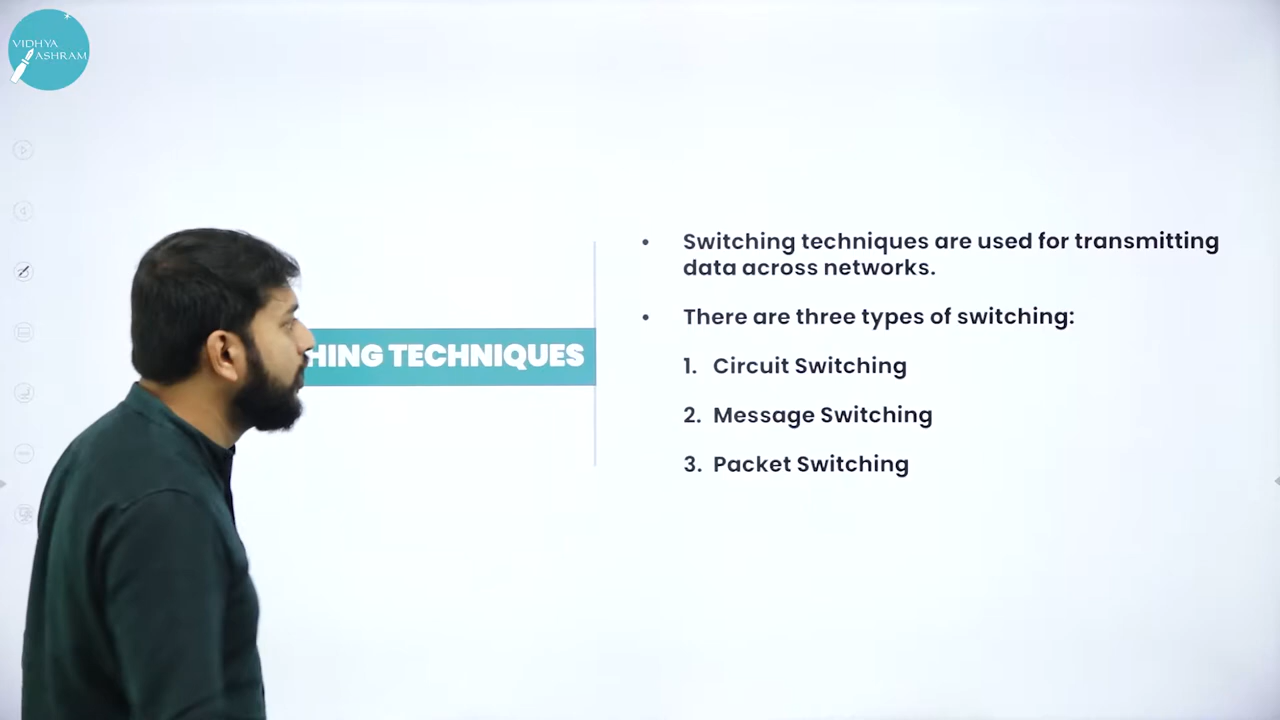 VIDHYA
ASHRAM
HING TECHNIQUES
• Switching techniques are used for transmitting
data across networks.
• There are three types of switching:
1. Circuit Switching
2. Message Switching
3. Packet Switching